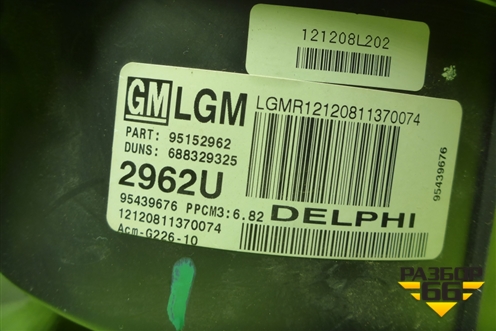 121208L202
GM LGM
LGMR12120811370074
PART: 95152962
DUNS: 688329325
2962U
95439676 PPCM3:6.82 DELPHI
12120811370074
Acm-G226-10
95439676
РАЗБОР
66